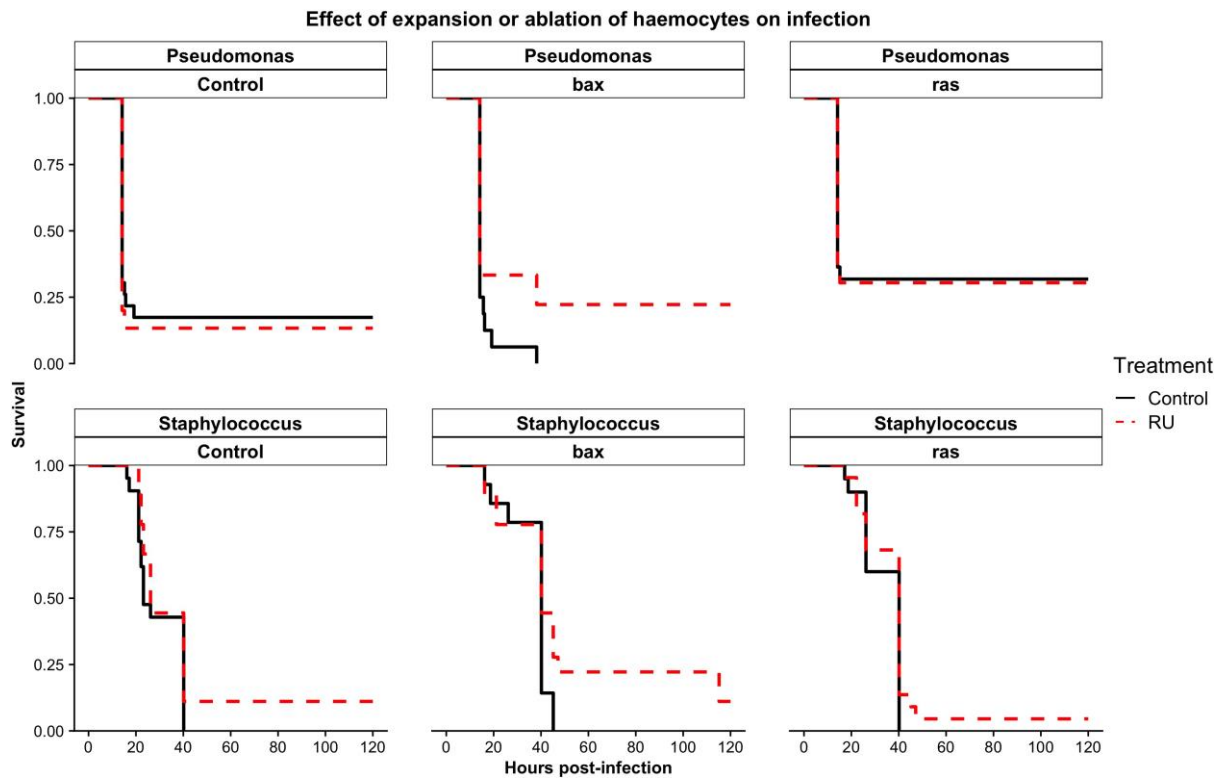 Effect of expansion or ablation of haemocytes on infection
Pseudomonas Pseudomonas Pseudomonas
Control bax ras
1.00
0.75
0.50
0.25
0.00
Survival
Treatment
Control
RU
Staphylococcus Staphylococcus Staphylococcus
Control bax ras
1.00
0.75
0.50
0.25
0.00
0 20 40 60 80 100 120 0 20 40 60 80 100 120 0 20 40 60 80 100 120
Hours post-infection